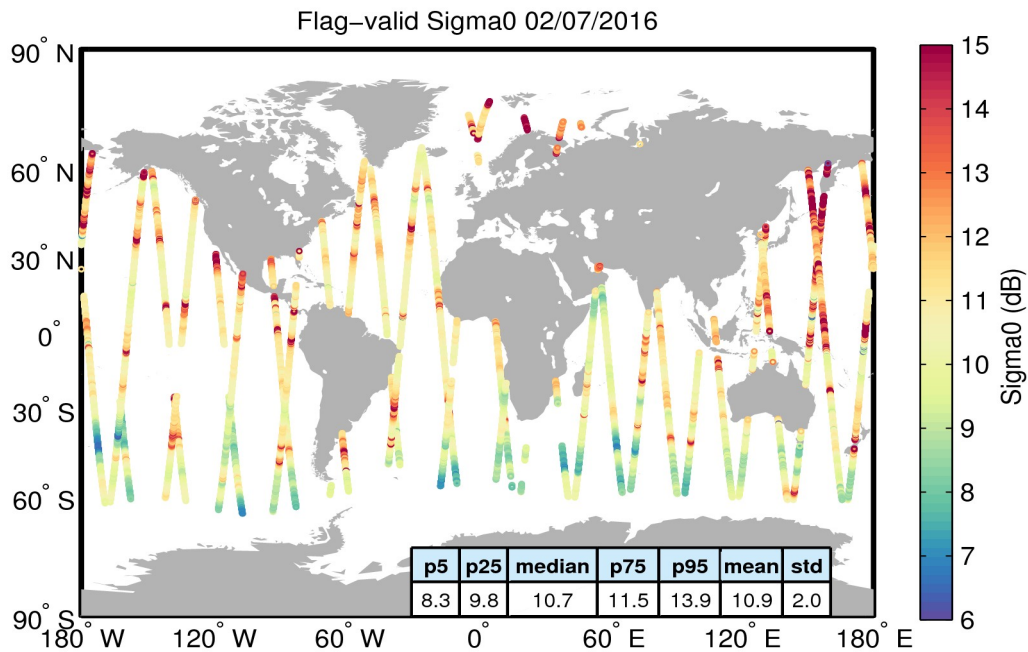 Flag−valid Sigma0 02/07/2016
90° N
60° N
30° N
0°
30° S
60° S
90° S
180° W
120° W
60° W
0°
60° E
120° E
180° E
p5 p25 median p75 p95 mean std
8.3 9.8 10.7 11.5 13.9 10.9 2.0
15
14
13
12
11
10
9
8
7
6
Sigma0 (dB)